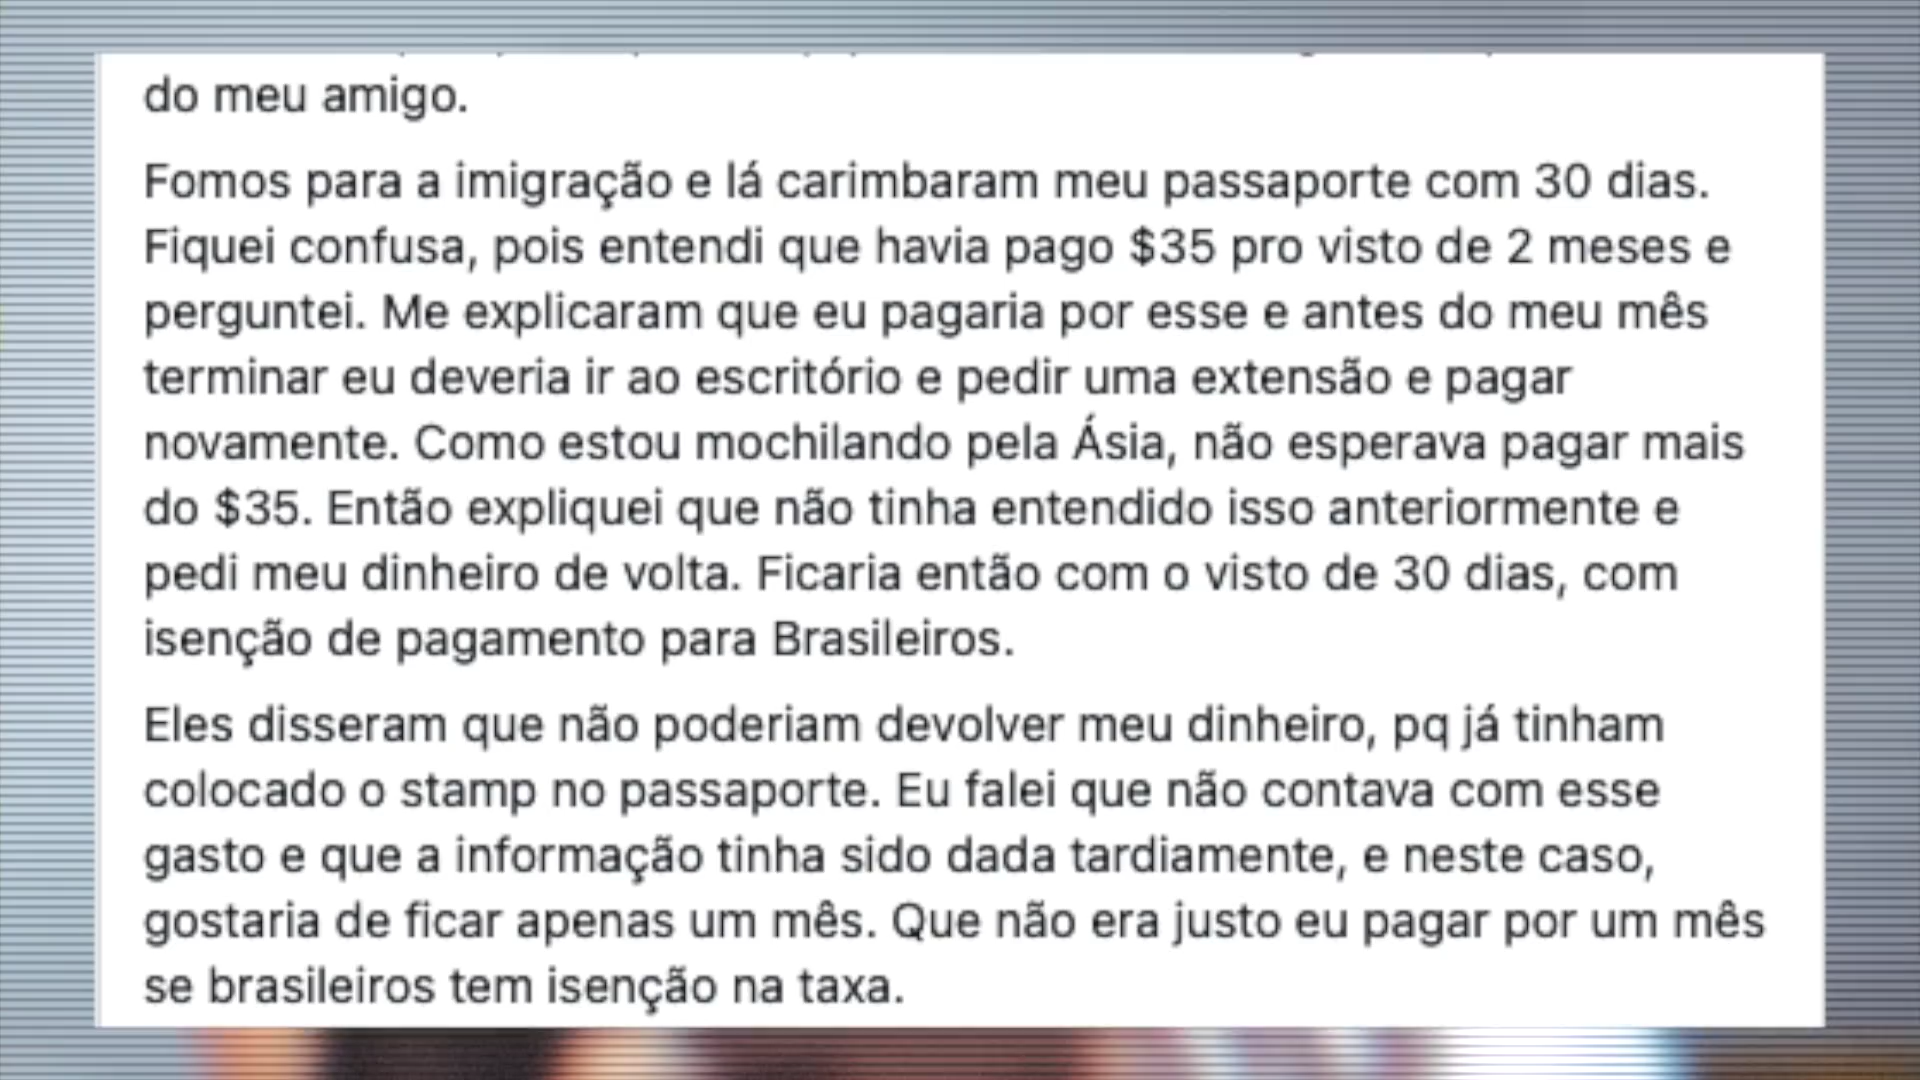 do meu amigo.
Fomos para a imigração e lá carimbaram meu passaporte com 30 dias.
Fiquei confusa, pois entendi que havia pago $35 pro visto de 2 meses e
perguntei. Me explicaram que eu pagaria por esse e antes do meu mês
terminar eu deveria ir ao escritório e pedir uma extensão e pagar
novamente. Como estou mochilando pela Ásia, não esperava pagar mais
do $35. Então expliquei que não tinha entendido isso anteriormente e
pedi meu dinheiro de volta. Ficaria então com o visto de 30 dias, com
isenção de pagamento para Brasileiros.
Eles disseram que não poderiam devolver meu dinheiro, pq já tinham
colocado o stamp no passaporte. Eu falei que não contava com esse
gasto e que a informação tinha sido dada tardiamente, e neste caso,
gostaria de ficar apenas um mês. Que não era justo eu pagar por um mês
se brasileiros tem isenção na taxa.